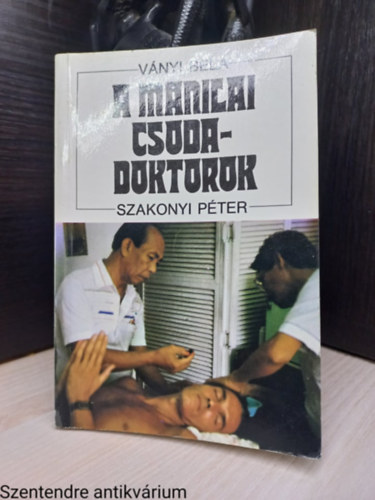 VÁNYI BÉLA
A MANILAI
CSODA-
DOKTOROK
SZAKONYI PÉTER
Szentendre antikvárium